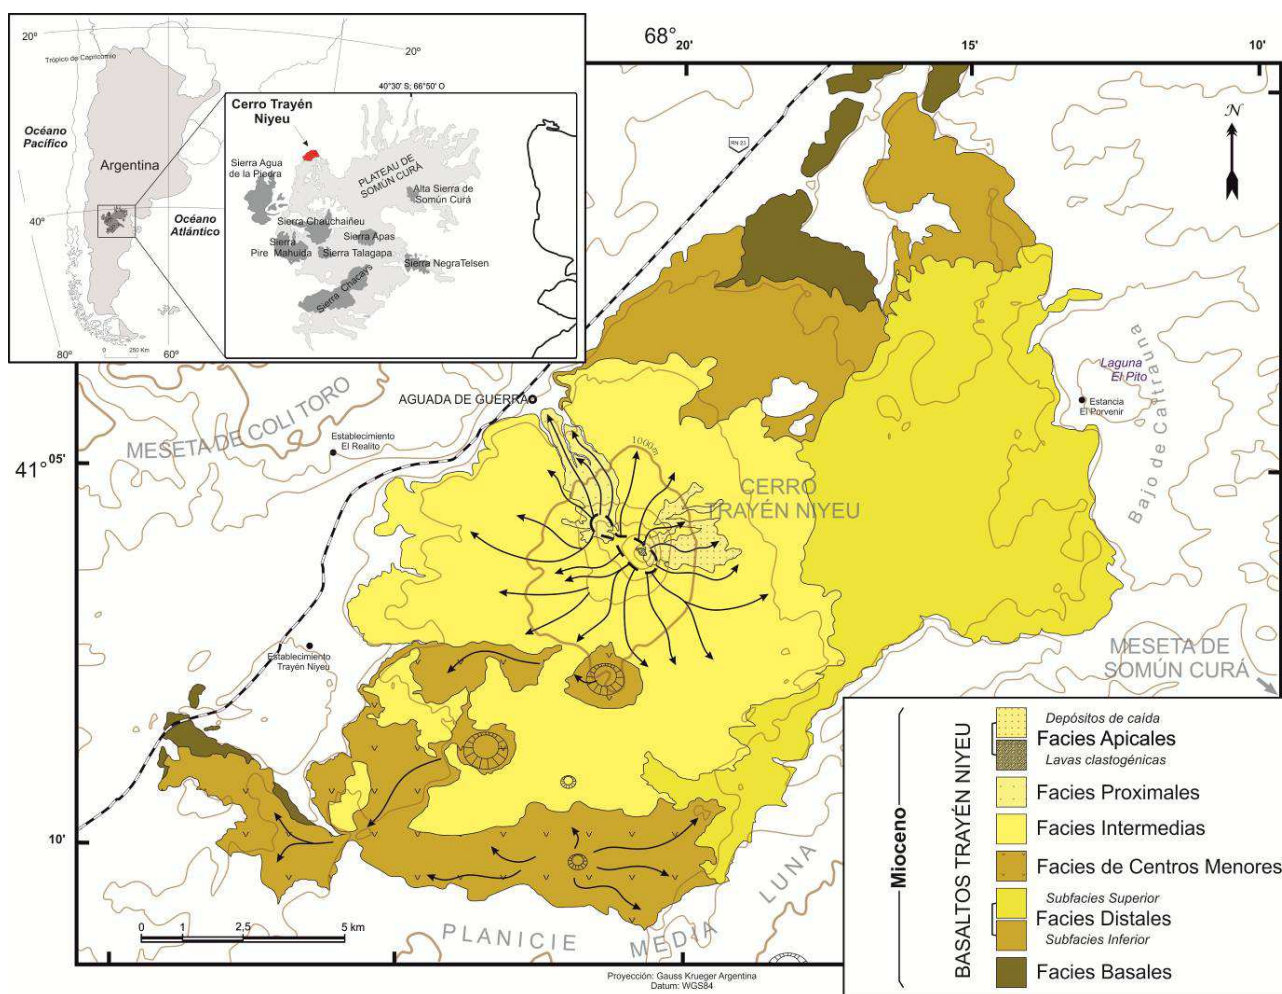 20°
Trópico de Capricornio
20°
Océano
Pacífico
Argentina
40°
Océano
Atlántico
80°
60°
0
250 Km
40°30' S; 66°50' O
Cerro Trayén
Niyeu
Sierra Agua
de la Piedra
PLATEAU DE
SOMÚN CURÁ
Alta Sierra de
Somún Curá
Sierra Chauchaiñeu
Sierra
Pire Mahuida
Sierra Apas
Sierra Talagapa
Sierra NegraTelsen
Sierra Chacays
68°
20'
15'
10'
RN 23
N
Laguna
El Pito
Estancia
El Porvenir
Bajo de Caltrauna
AGUADA DE GUERRA
MESETA DE COLI TORO
Establecimiento
El Realito
41° 05'
1000m
CERRO
TRAYÉN NIYEU
Establecimiento
Trayén Niyeu
MESETA DE
SOMÚN CURÁ
10'
PLANICIE MEDIA LUNA
0 1 2,5 5 km
Proyección: Gauss Krueger Argentina
Datum: WGS84
Mioceno
BASALTOS TRAYÉN NIYEU
Depósitos de caída
Facies Apicales
Lavas clastogénicas
Facies Proximales
Facies Intermedias
Facies de Centros Menores
Subfacies Superior
Facies Distales
Subfacies Inferior
Facies Basales